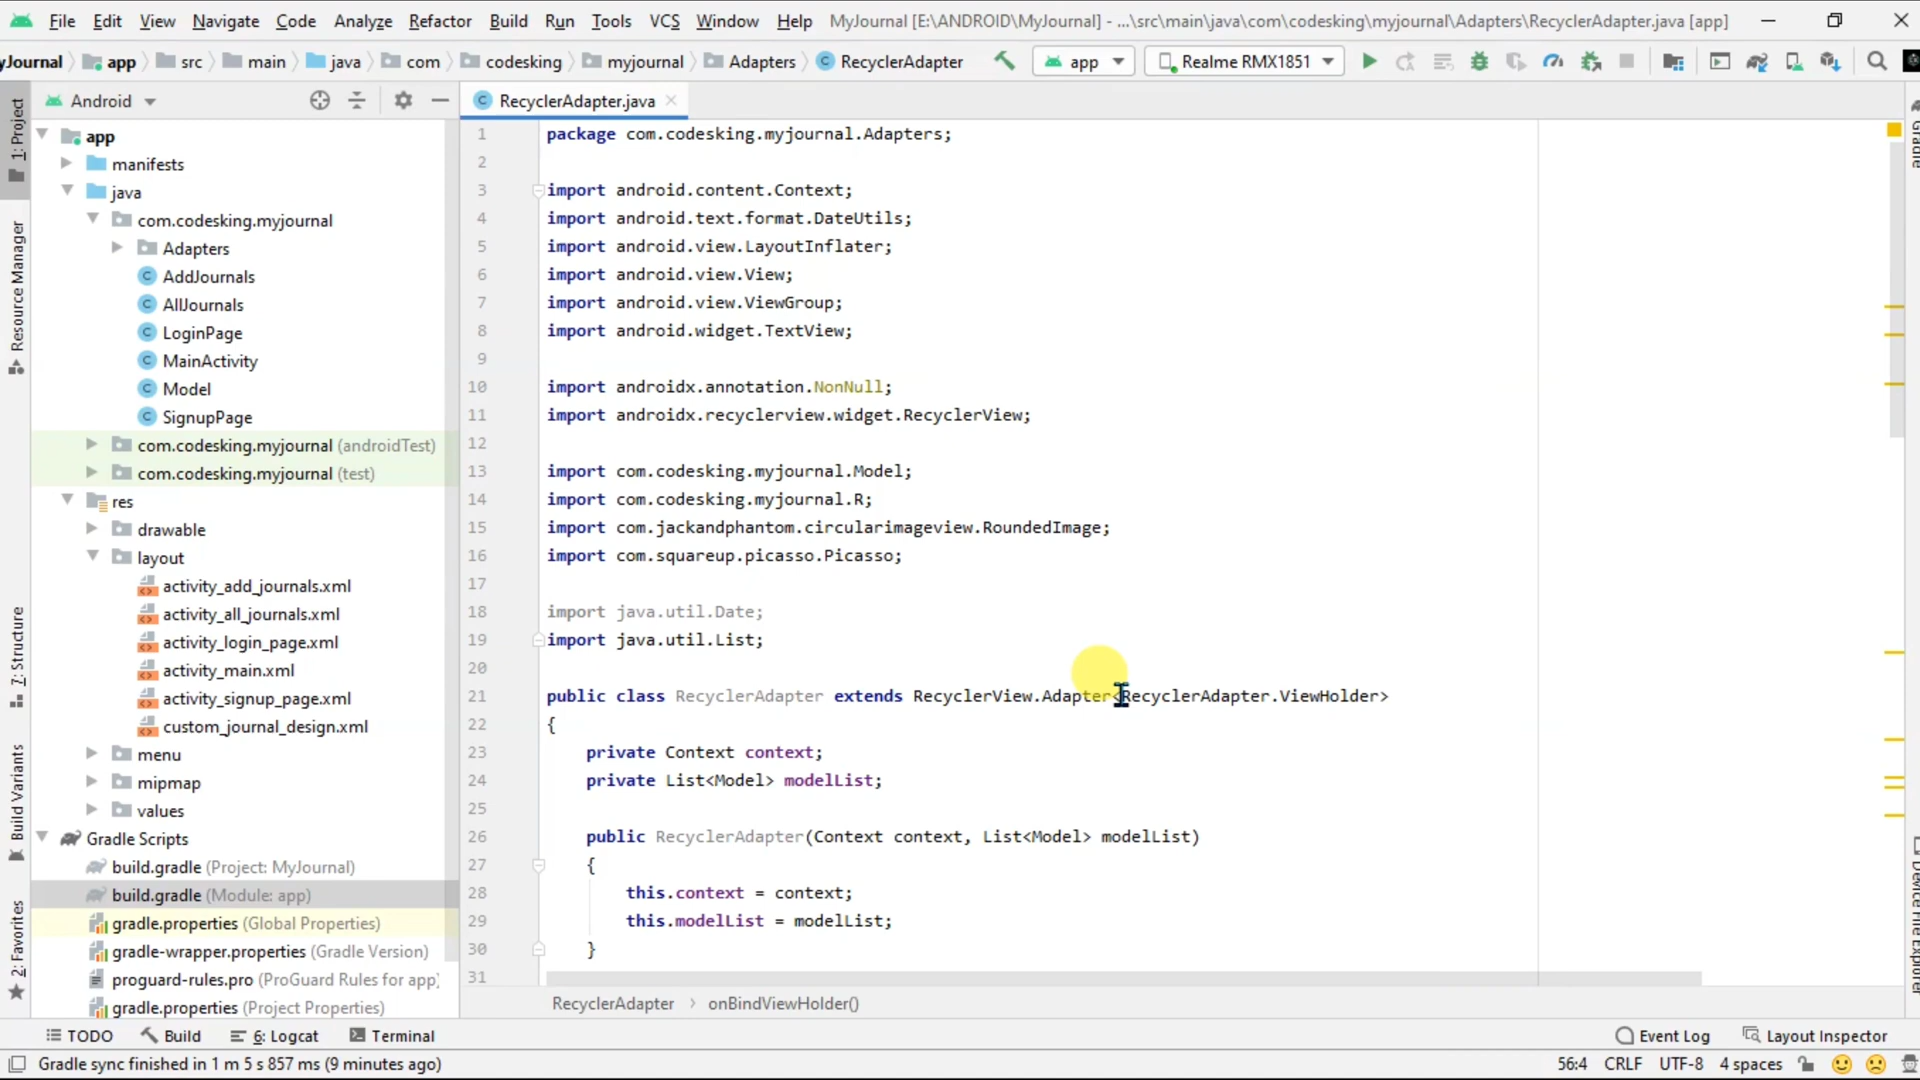 File Edit View Navigate Code Analyze Refactor Build Run Tools VCS Window Help MyJournal [E:\ANDROID\MyJournal] - ...\src\main\java\com\codesking\myjournal\Adapters\RecyclerAdapter.java [app]
yJournal app src main java com codesking myjournal Adapters RecyclerAdapter app Realme RMX1851
Android
RecyclerAdapter.java
1: Project
Resource Manager
7: Structure
Build Variants
2: Favorites
app
manifests
java
com.codesking.myjournal
Adapters
AddJournals
AllJournals
LoginPage
MainActivity
Model
SignupPage
com.codesking.myjournal (androidTest)
com.codesking.myjournal (test)
res
drawable
layout
activity_add_journals.xml
activity_all_journals.xml
activity_login_page.xml
activity_main.xml
activity_signup_page.xml
custom_journal_design.xml
menu
mipmap
values
Gradle Scripts
build.gradle (Project: MyJournal)
build.gradle (Module: app)
gradle.properties (Global Properties)
gradle-wrapper.properties (Gradle Version)
proguard-rules.pro (ProGuard Rules for app)
gradle.properties (Project Properties)
1 package com.codesking.myjournal.Adapters;
2
3 import android.content.Context;
4 import android.text.format.DateUtils;
5 import android.view.LayoutInflater;
6 import android.view.View;
7 import android.view.ViewGroup;
8 import android.widget.TextView;
9
10 import androidx.annotation.NonNull;
11 import androidx.recyclerview.widget.RecyclerView;
12
13 import com.codesking.myjournal.Model;
14 import com.codesking.myjournal.R;
15 import com.jackandphantom.circularimageview.RoundedImage;
16 import com.squareup.picasso.Picasso;
17
18 import java.util.Date;
19 import java.util.List;
20
21 public class RecyclerAdapter extends RecyclerView.Adapter<RecyclerAdapter.ViewHolder>
22 {
23 private Context context;
24 private List<Model> modelList;
25
26 public RecyclerAdapter(Context context, List<Model> modelList)
27 {
28 this.context = context;
29 this.modelList = modelList;
30 }
31
RecyclerAdapter > onBindViewHolder()
Gradle
Device File Explorer
TODO Build 6: Logcat Terminal Event Log Layout Inspector
Gradle sync finished in 1 m 5 s 857 ms (9 minutes ago) 56:4 CRLF UTF-8 4 spaces